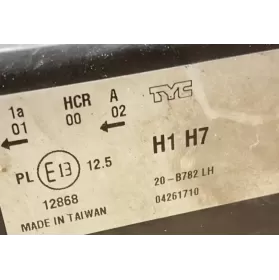 1a HCR A TYC
01 00 02
H1 H7
PL E13 12.5
20-B782 LH
12868 04261710
MADE IN TAIWAN